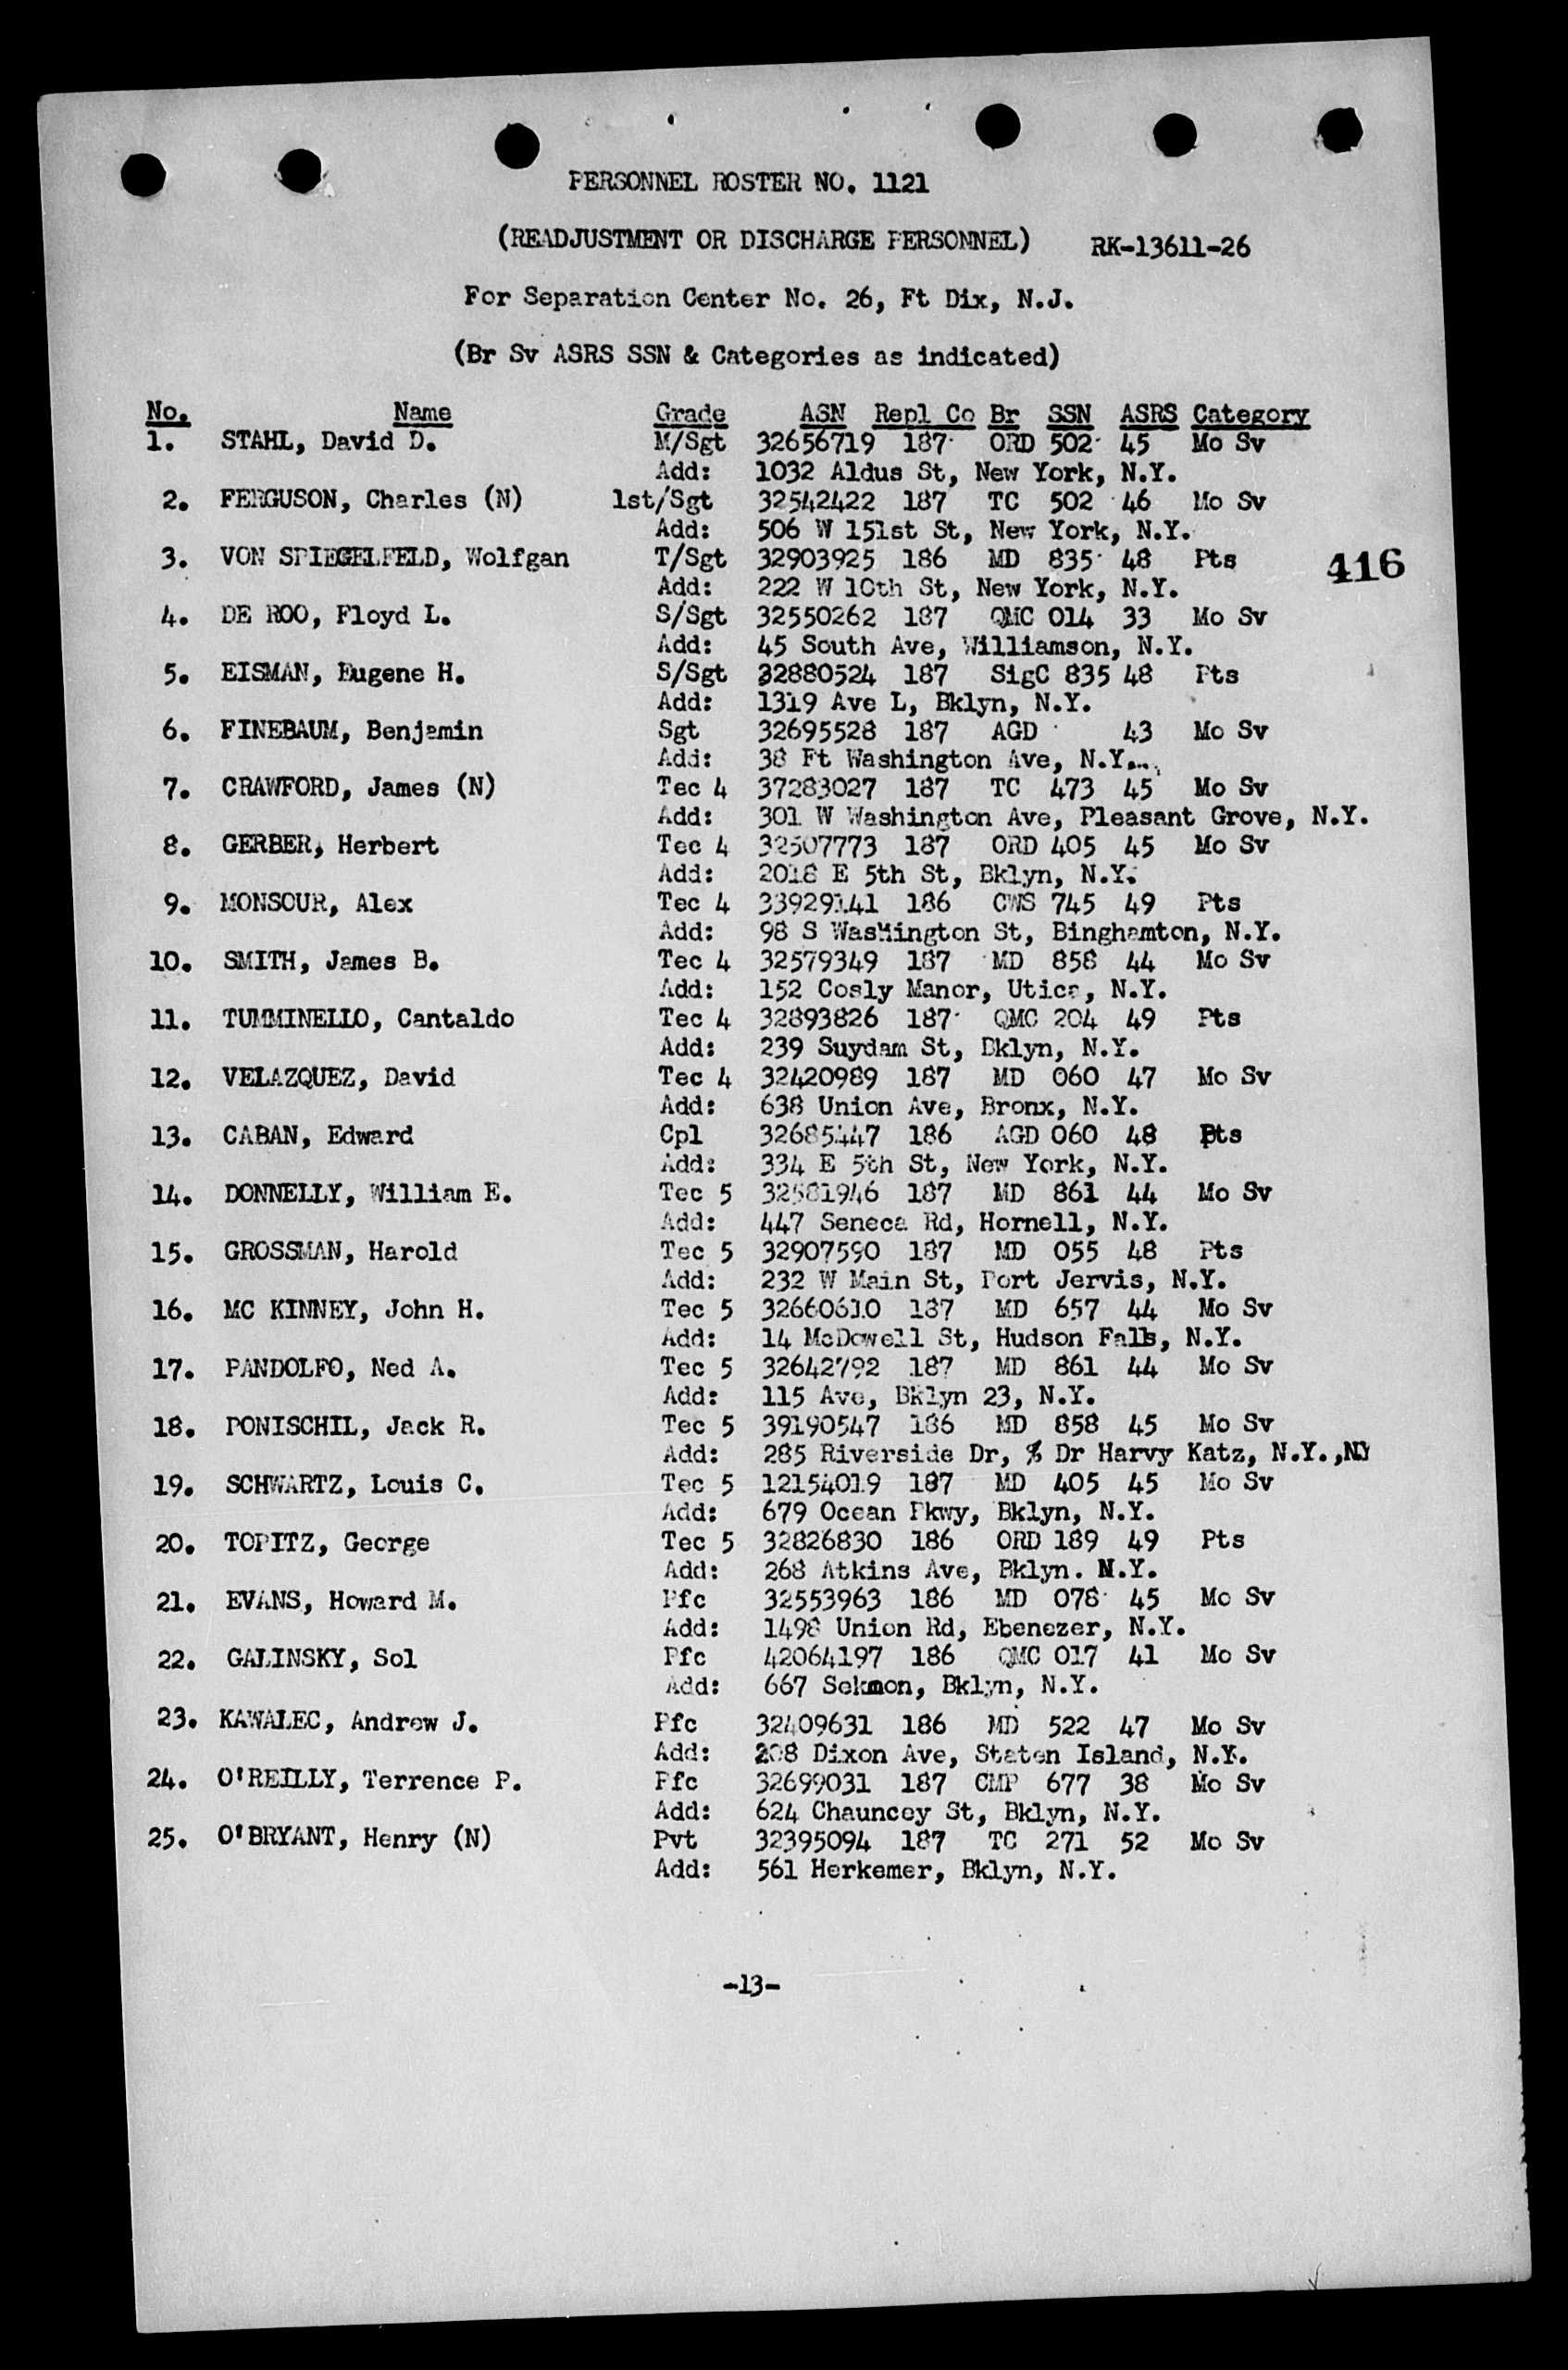 PERSONNEL ROSTER NO. 1121
(READJUSTMENT OR DISCHARGE PERSONNEL) RK-13611-26
For Separation Center No. 26, Ft Dix, N.J.
(Br Sv ASRS SSN & Categories as indicated)
No. Name Grade ASN Repl Co Br SSN ASRS Category
1. STAHL, David D. M/Sgt 32656719 187 ORD 502 45 Mo Sv
Add: 1032 Aldus St, New York, N.Y.
2. FERGUSON, Charles (N) 1st/Sgt 32542422 187 TC 502 46 Mo Sv
Add: 506 W 151st St, New York, N.Y.
3. VON SPIEGELFELD, Wolfgan T/Sgt 32903925 186 MD 835 48 Pts
416
Add: 222 W 10th St, New York, N.Y.
4. DE ROO, Floyd L. S/Sgt 32550262 187 QMC 014 33 Mo Sv
Add: 45 South Ave, Williamson, N.Y.
5. EISMAN, Eugene H. S/Sgt 32880524 187 SigC 835 48 Pts
Add: 1319 Ave L, Bklyn, N.Y.
6. FINEBAUM, Benjamin Sgt 32695528 187 AGD 43 Mo Sv
Add: 38 Ft Washington Ave, N.Y...
7. CRAWFORD, James (N) Tec 4 37283027 187 TC 473 45 Mo Sv
Add: 301 W Washington Ave, Pleasant Grove, N.Y.
8. GERBER, Herbert Tec 4 32507773 187 ORD 405 45 Mo Sv
Add: 2018 E 5th St, Bklyn, N.Y.
9. MONSOUR, Alex Tec 4 33929141 186 CWS 745 49 Pts
Add: 98 S Washington St, Binghamton, N.Y.
10. SMITH, James B. Tec 4 32579349 187 MD 858 44 Mo Sv
Add: 152 Cosly Manor, Utica, N.Y.
11. TUMMINELLO, Cantaldo Tec 4 32893826 187 QMC 204 49 Pts
Add: 239 Suydam St, Bklyn, N.Y.
12. VELAZQUEZ, David Tec 4 32420989 187 MD 060 47 Mo Sv
Add: 638 Union Ave, Bronx, N.Y.
13. CABAN, Edward Cpl 32685447 186 AGD 060 48 Pts
Add: 334 E 5th St, New York, N.Y.
14. DONNELLY, William E. Tec 5 32581946 187 MD 861 44 Mo Sv
Add: 447 Seneca Rd, Hornell, N.Y.
15. GROSSMAN, Harold Tec 5 32907590 187 MD 055 48 Pts
Add: 232 W Main St, Port Jervis, N.Y.
16. MC KINNEY, John H. Tec 5 32660610 187 MD 657 44 Mo Sv
Add: 14 McDowell St, Hudson Falls, N.Y.
17. PANDOLFO, Ned A. Tec 5 32642792 187 MD 861 44 Mo Sv
Add: 115 Ave, Bklyn 23, N.Y.
18. PONISCHIL, Jack R. Tec 5 39190547 186 MD 858 45 Mo Sv
Add: 285 Riverside Dr, % Dr Harvy Katz, N.Y.,NY
19. SCHWARTZ, Louis C. Tec 5 12154019 187 MD 405 45 Mo Sv
Add: 679 Ocean Pkwy, Bklyn, N.Y.
20. TOPITZ, George Tec 5 32826830 186 ORD 189 49 Pts
Add: 268 Atkins Ave, Bklyn. N.Y.
21. EVANS, Howard M. Pfc 32553963 186 MD 078 45 Mo Sv
Add: 1498 Union Rd, Ebenezer, N.Y.
22. GALINSKY, Sol Pfc 42064197 186 QMC 017 41 Mo Sv
Add: 667 Sekmon, Bklyn, N.Y.
23. KAWALEC, Andrew J. Pfc 32409631 186 MD 522 47 Mo Sv
Add: 208 Dixon Ave, Staten Island, N.Y.
24. O'REILLY, Terrence P. Pfc 32699031 187 CMP 677 38 Mo Sv
Add: 624 Chauncey St, Bklyn, N.Y.
25. O'BRYANT, Henry (N) Pvt 32395094 187 TC 271 52 Mo Sv
Add: 561 Herkemer, Bklyn, N.Y.
-13-